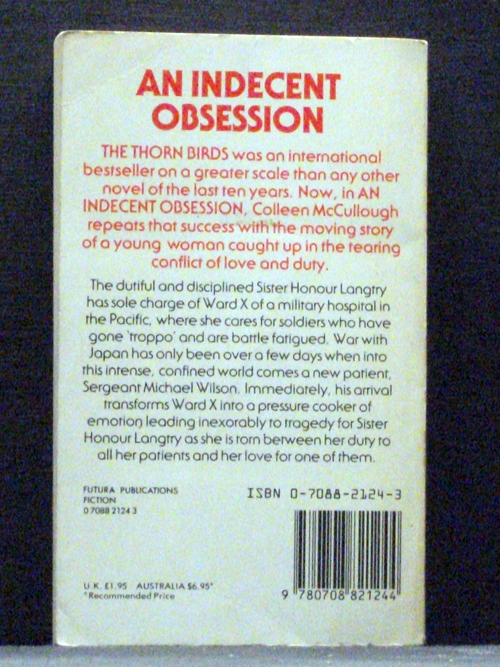 AN INDECENT
OBSESSION
THE THORN BIRDS was an international
bestseller on a greater scale than any other
novel of the last ten years. Now, in AN
INDECENT OBSESSION, Colleen McCullough
repeats that success with the moving story
of a young woman caught up in the tearing
conflict of love and duty.
The dutiful and disciplined Sister Honour Langtry
has sole charge of Ward X of a military hospital in
the Pacific, where she cares for soldiers who have
gone 'troppo' and are battle fatigued. War with
Japan has only been over a few days when into
this intense, confined world comes a new patient,
Sergeant Michael Wilson. Immediately, his arrival
transforms Ward X into a pressure cooker of
emotion leading inexorably to tragedy for Sister
Honour Langtry as she is torn between her duty to
all her patients and her love for one of them.
FUTURA PUBLICATIONS
FICTION
0 7088 2124 3
ISBN 0-7088-2124-3
U.K. £1.95 AUSTRALIA $6.95*
*Recommended Price
9 780708 821244